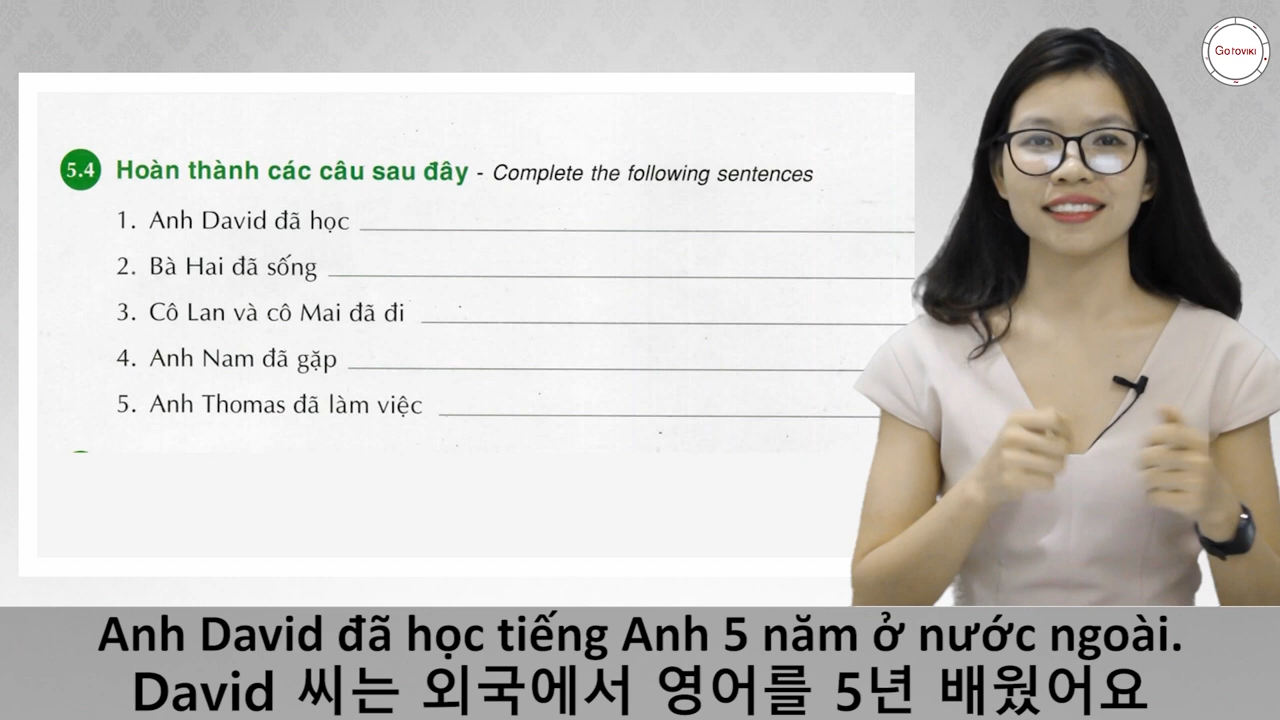 GOTOVIKI
5.4 Hoàn thành các câu sau đây - Complete the following sentences
1. Anh David đã học
2. Bà Hai đã sống
3. Cô Lan và cô Mai đã đi
4. Anh Nam đã gặp
5. Anh Thomas đã làm việc
Anh David đã học tiếng Anh 5 năm ở nước ngoài.
David 씨는 외국에서 영어를 5년 배웠어요